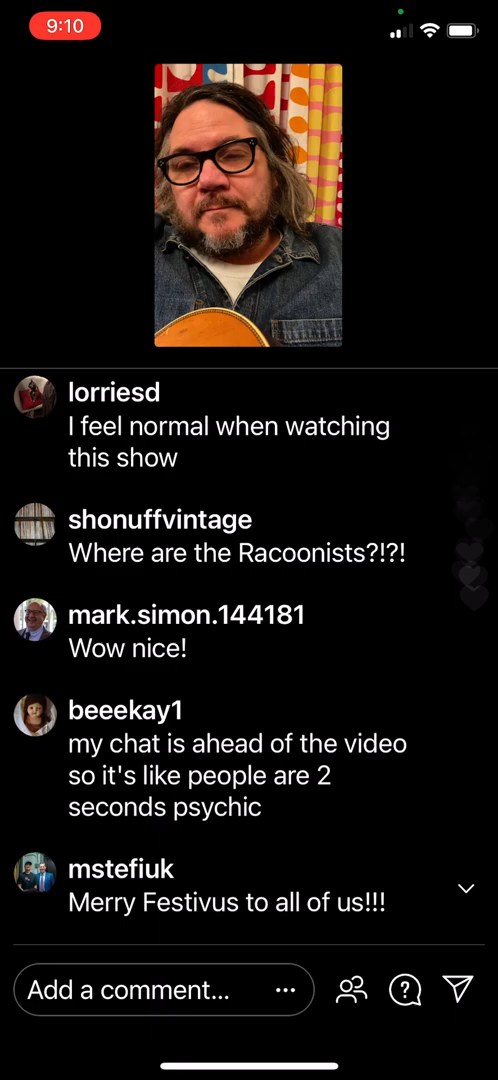 9:10
lorriesd
I feel normal when watching
this show
shonuffvintage
Where are the Racoonists?!?!
mark.simon.144181
Wow nice!
beeekay1
my chat is ahead of the video
so it's like people are 2
seconds psychic
mstefiuk
Merry Festivus to all of us!!!
Add a comment...